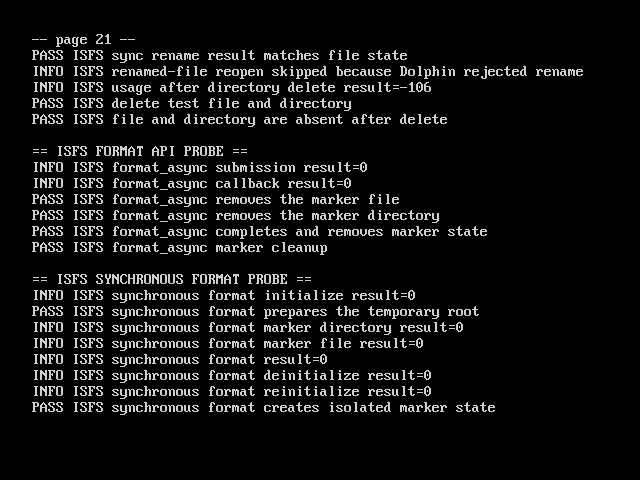 -- page 21 --
PASS ISFS sync rename result matches file state
INFO ISFS renamed-file reopen skipped because Dolphin rejected rename
INFO ISFS usage after directory delete result=-106
PASS ISFS delete test file and directory
PASS ISFS file and directory are absent after delete
== ISFS FORMAT API PROBE ==
INFO ISFS format_async submission result=0
INFO ISFS format_async callback result=0
PASS ISFS format_async removes the marker file
PASS ISFS format_async removes the marker directory
PASS ISFS format_async completes and removes marker state
PASS ISFS format_async marker cleanup
== ISFS SYNCHRONOUS FORMAT PROBE ==
INFO ISFS synchronous format initialize result=0
PASS ISFS synchronous format prepares the temporary root
INFO ISFS synchronous format marker directory result=0
INFO ISFS synchronous format marker file result=0
INFO ISFS synchronous format result=0
INFO ISFS synchronous format deinitialize result=0
INFO ISFS synchronous format reinitialize result=0
PASS ISFS synchronous format creates isolated marker state